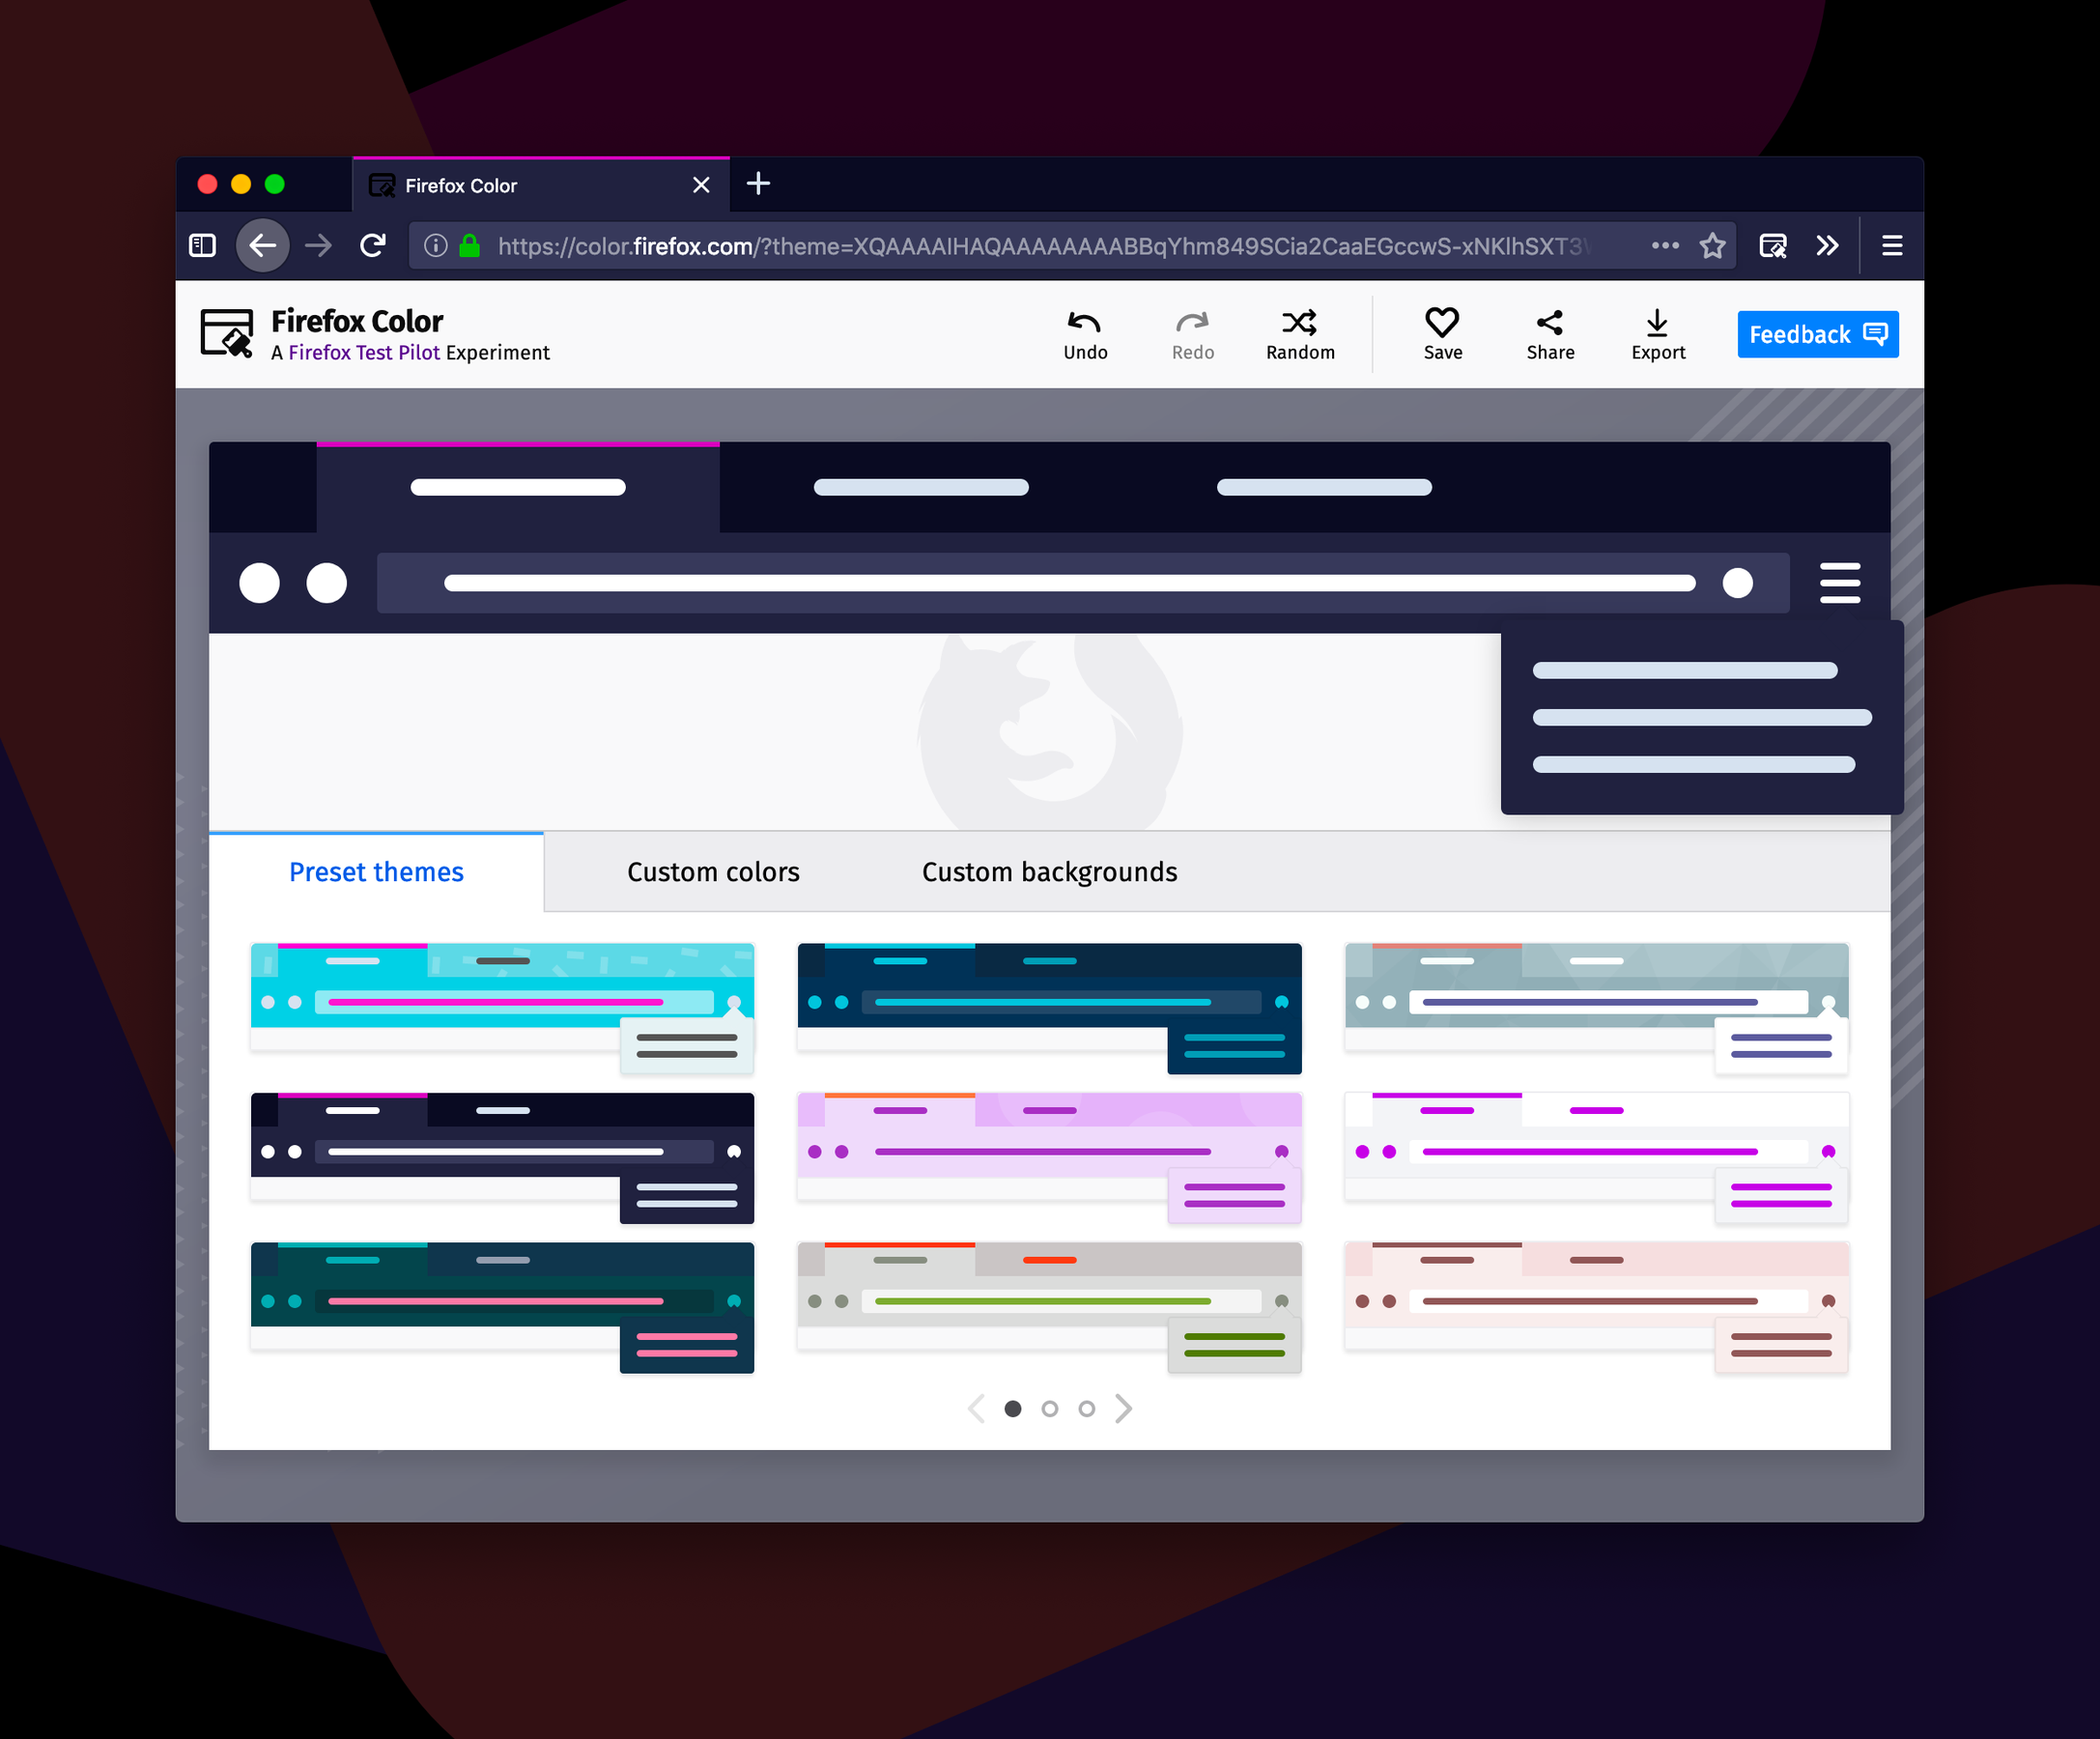 Firefox Color
https://color.firefox.com/?theme=XQAAAAIHAQAAAAAAAABBqYhm849SCia2CaaEGccwS-xNKlhSXT3
Firefox Color
A Firefox Test Pilot Experiment
Undo
Redo
Random
Save
Share
Export
Feedback
Preset themes
Custom colors
Custom backgrounds